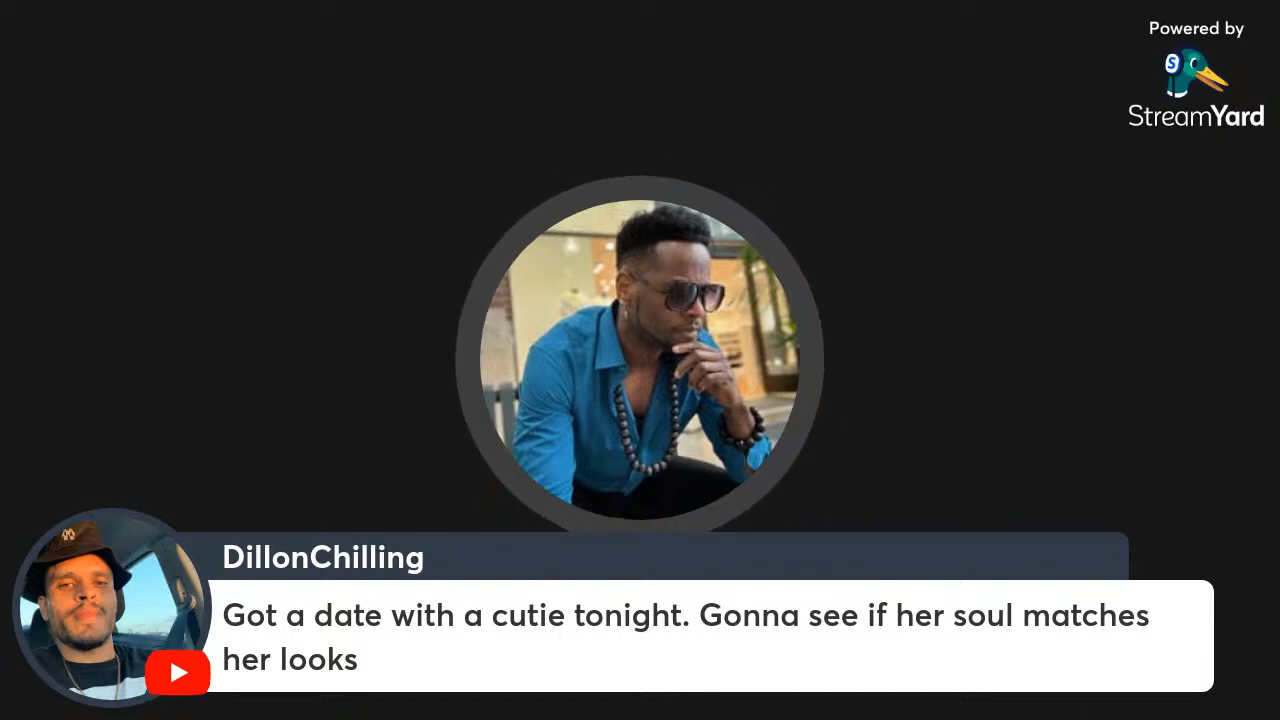 Powered by
StreamYard
DillonChilling
Got a date with a cutie tonight. Gonna see if her soul matches
her looks